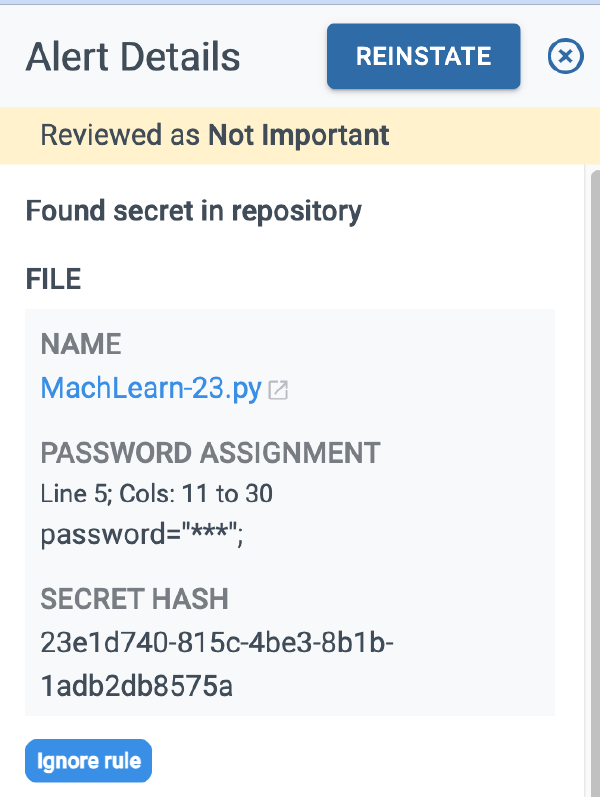 Alert Details
REINSTATE
Reviewed as Not Important
Found secret in repository
FILE
NAME
MachLearn-23.py
PASSWORD ASSIGNMENT
Line 5; Cols: 11 to 30
password="***";
SECRET HASH
23e1d740-815c-4be3-8b1b-
1adb2db8575a
Ignore rule